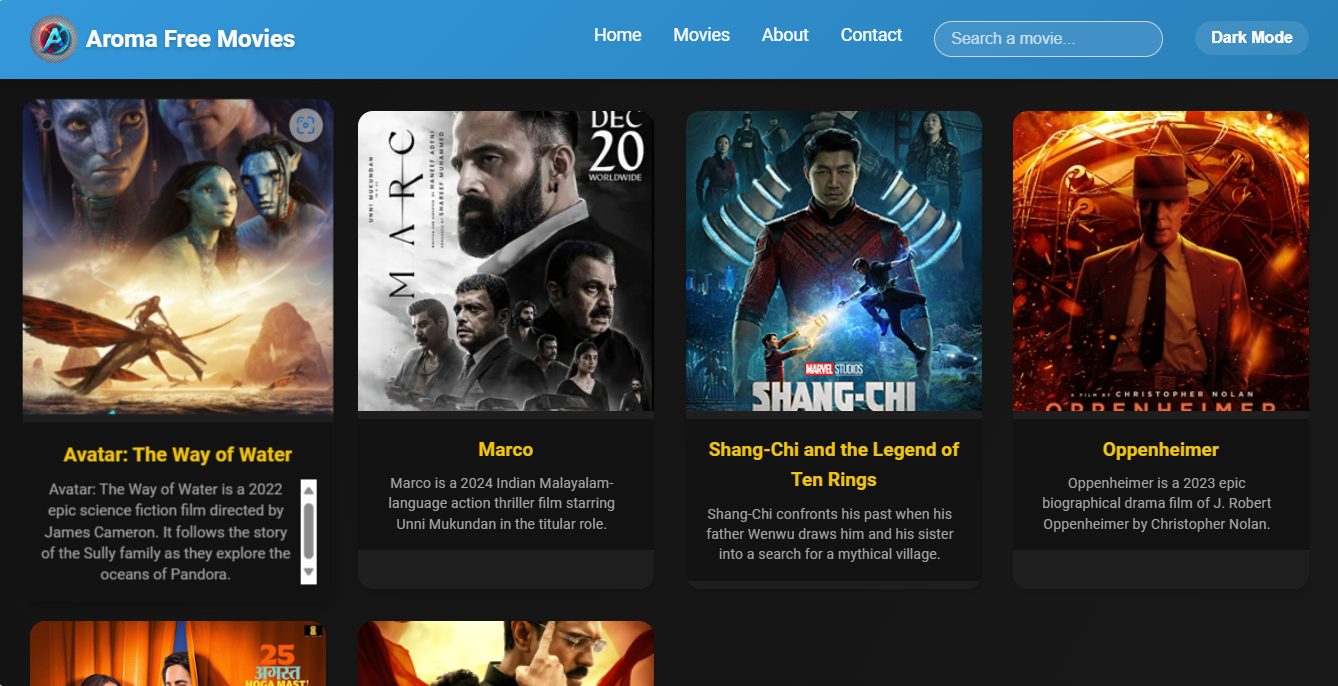 Aroma Free Movies
Home
Movies
About
Contact
Search a movie...
Dark Mode
DEC
20
WORLDWIDE
UNNI MUKUNDAN
MARCO
HANEEF ADENI
SHAREEF MUHAMMED
MARVEL STUDIOS
SHANG-CHI
A FILM BY CHRISTOPHER NOLAN
OPPENHEIMER
Avatar: The Way of Water
Avatar: The Way of Water is a 2022
epic science fiction film directed by
James Cameron. It follows the story
of the Sully family as they explore the
oceans of Pandora.
Marco
Marco is a 2024 Indian Malayalam-
language action thriller film starring
Unni Mukundan in the titular role.
Shang-Chi and the Legend of
Ten Rings
Shang-Chi confronts his past when his
father Wenwu draws him and his sister
into a search for a mythical village.
Oppenheimer
Oppenheimer is a 2023 epic
biographical drama film of J. Robert
Oppenheimer by Christopher Nolan.
25
अगस्त
HOGA MAST!